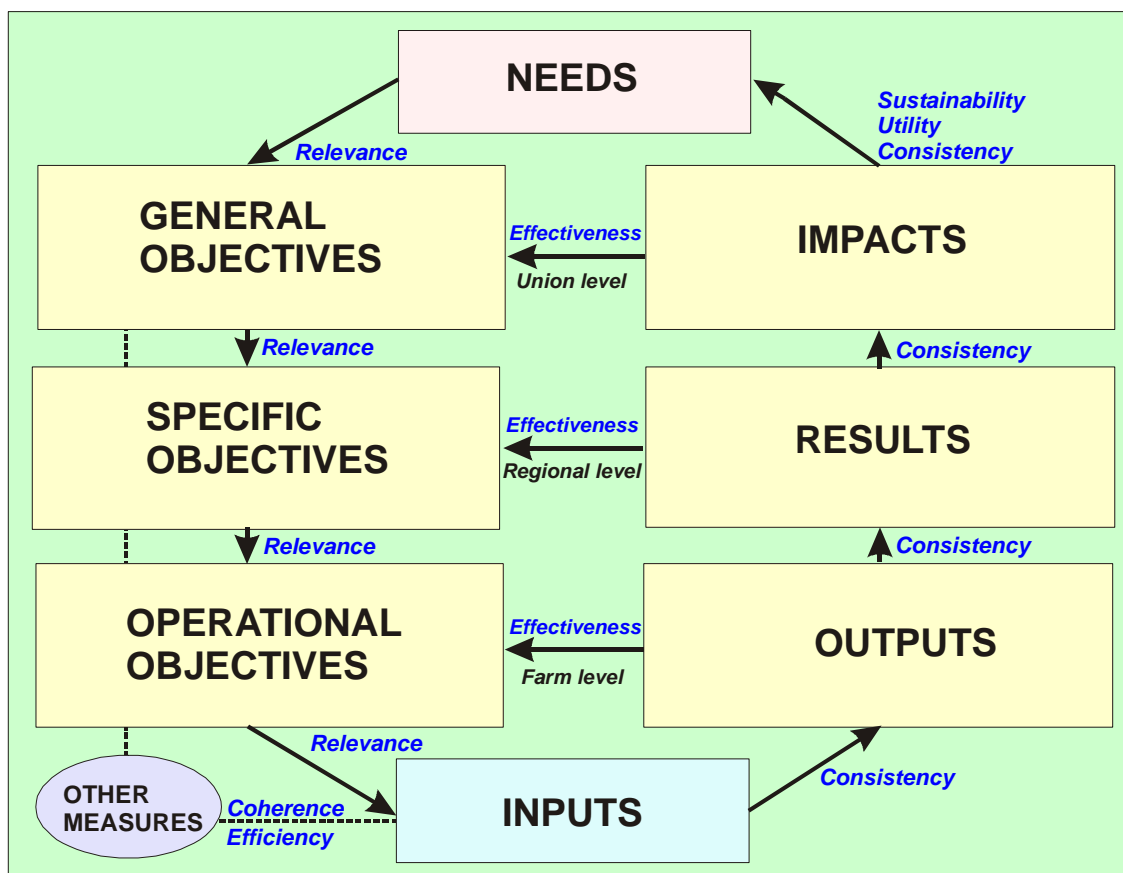 NEEDS
Sustainability
Utility
Consistency
Relevance
GENERAL
OBJECTIVES
Effectiveness
Union level
IMPACTS
Relevance
Consistency
SPECIFIC
OBJECTIVES
Effectiveness
Regional level
RESULTS
Relevance
Consistency
OPERATIONAL
OBJECTIVES
Effectiveness
Farm level
OUTPUTS
Relevance
Consistency
OTHER
MEASURES
Coherence
Efficiency
INPUTS